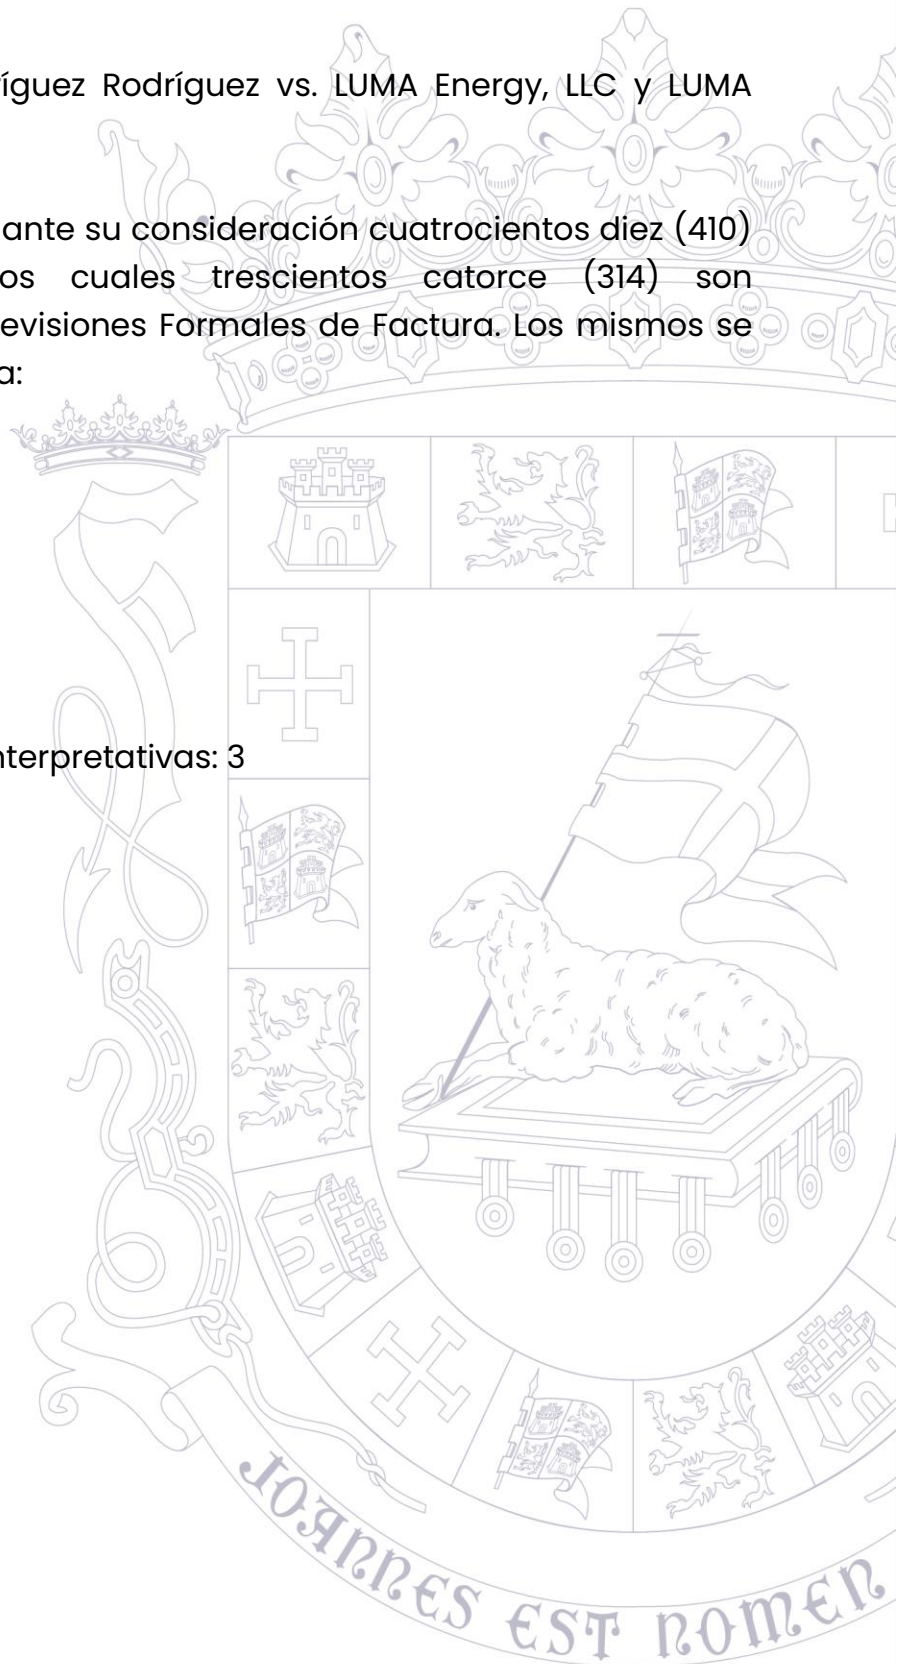 íguez Rodríguez vs. LUMA Energy, LLC y LUMA
ante su consideración cuatrocientos diez (410)
os cuales trescientos catorce (314) son
evisiones Formales de Factura. Los mismos se
a:
nterpretativas: 3
JOANNES EST NOMEN